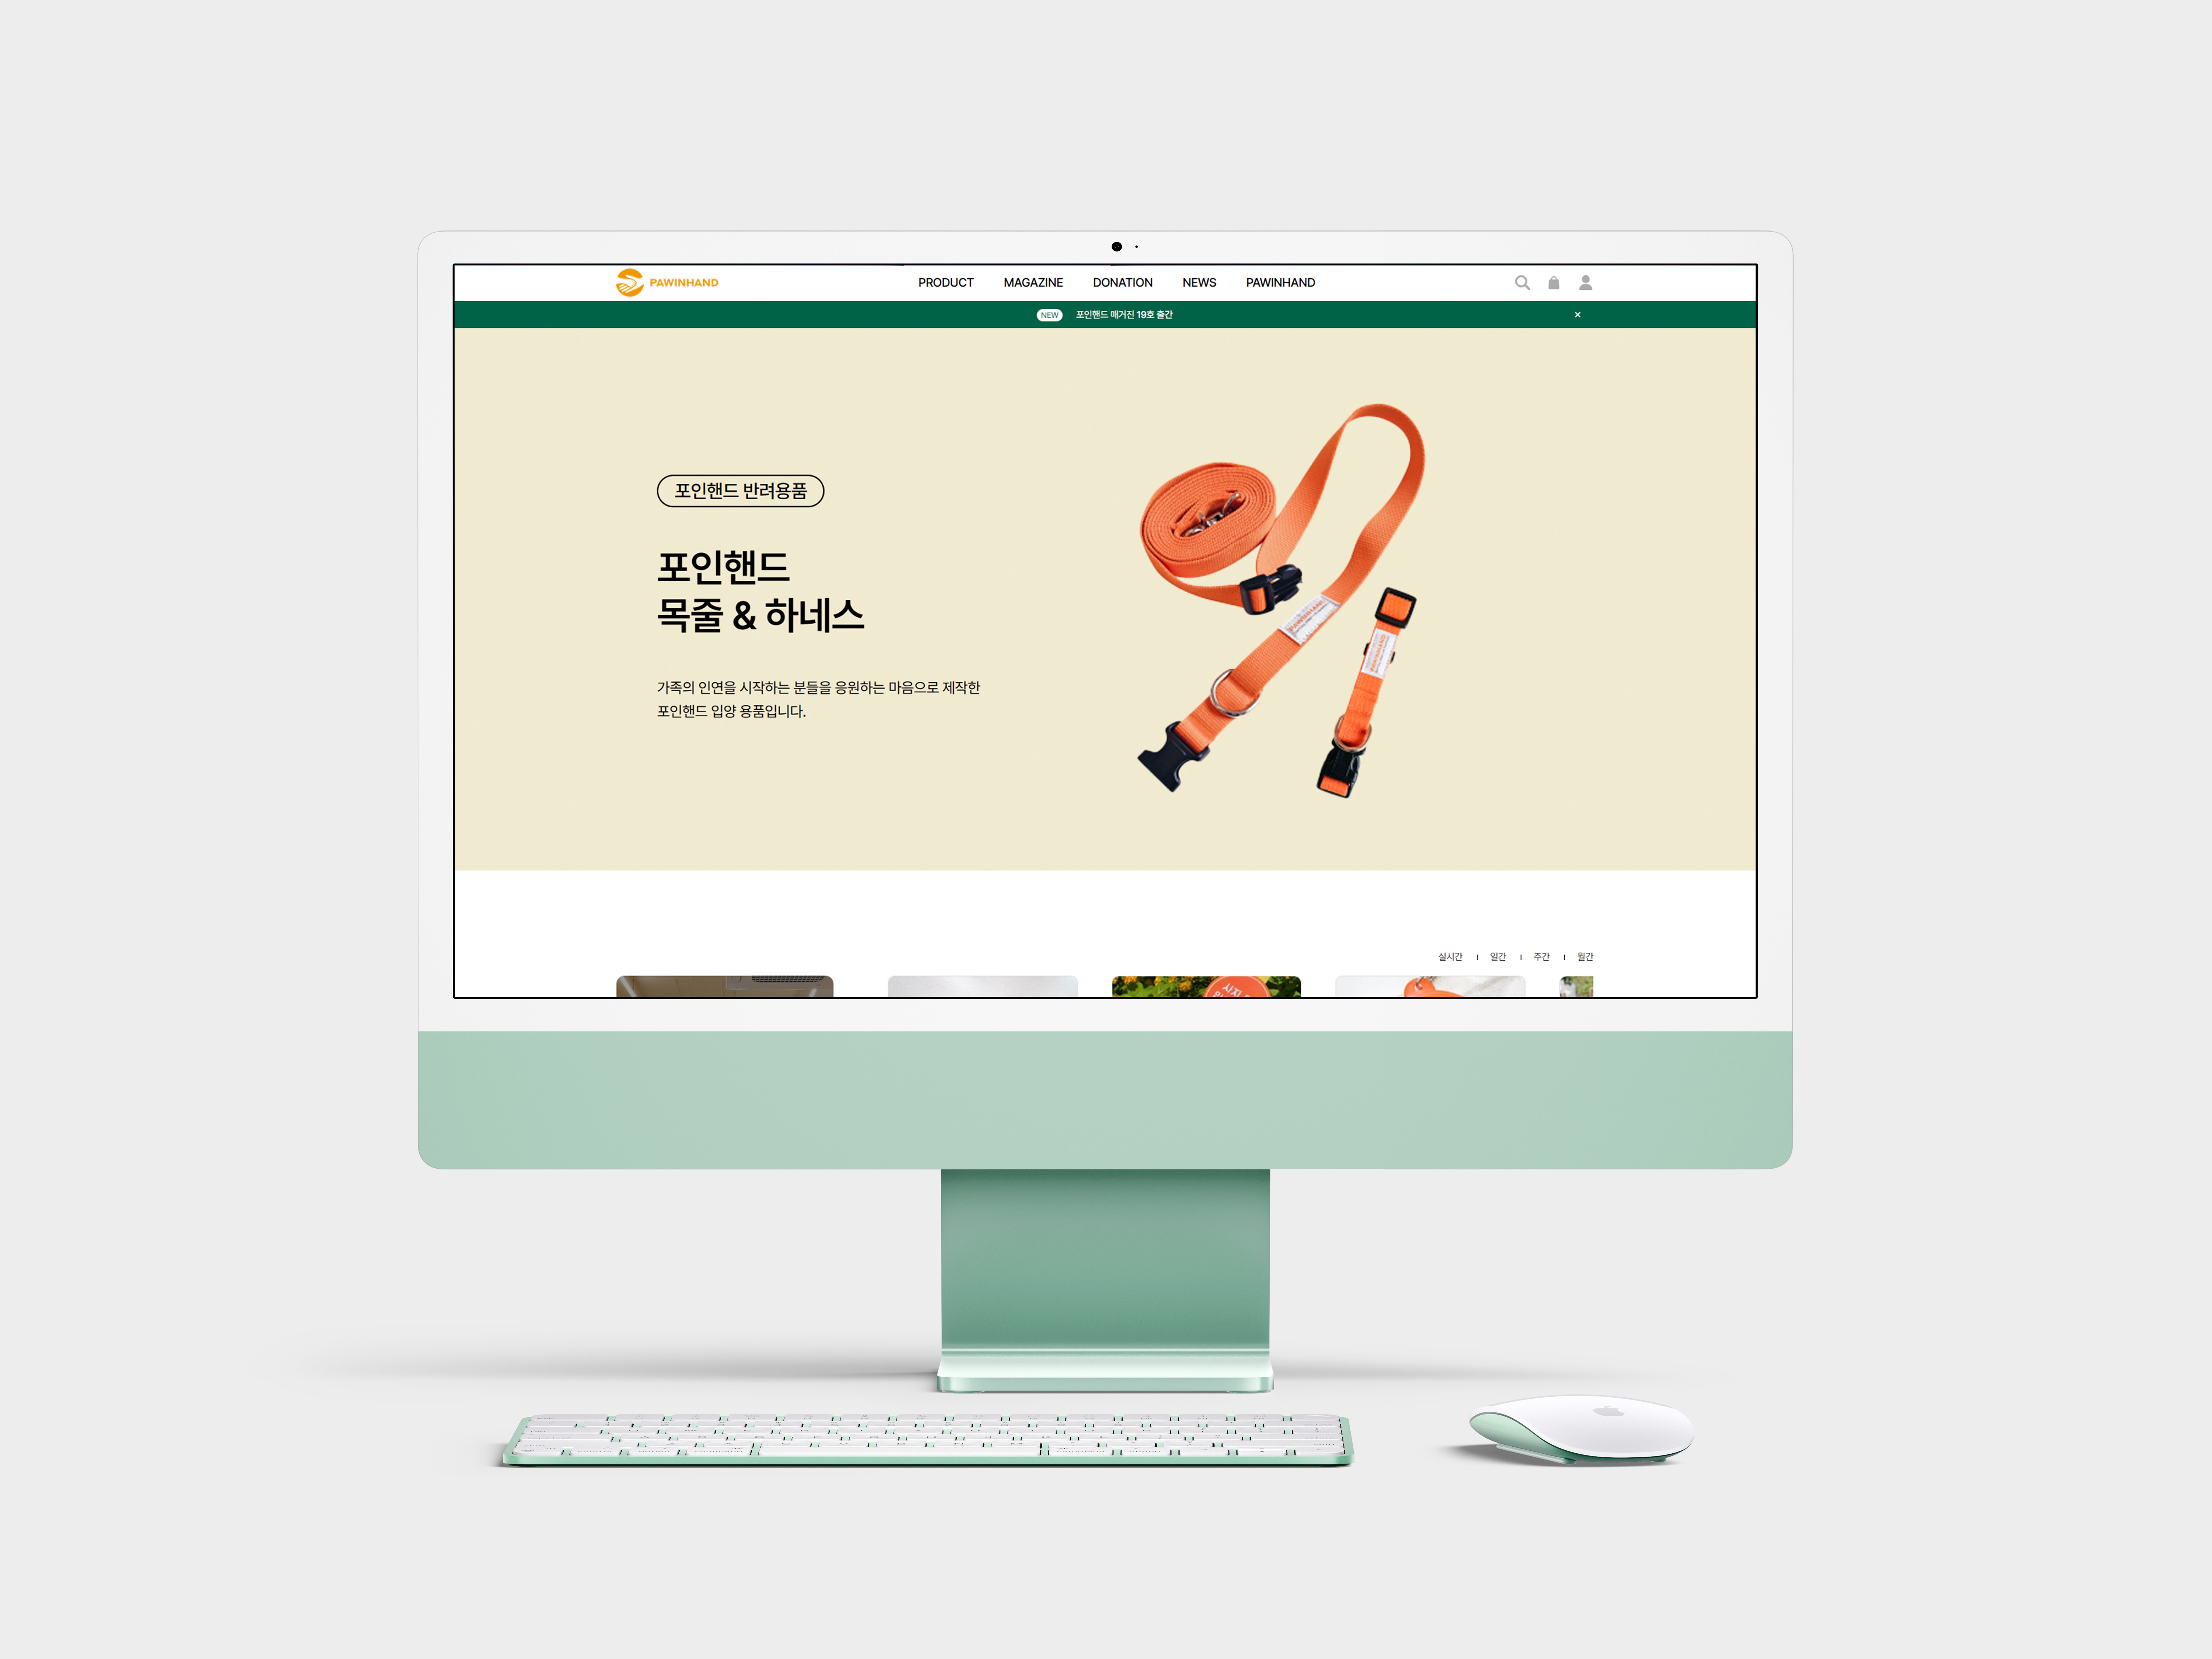 PAWINHAND
PRODUCT MAGAZINE DONATION NEWS PAWINHAND
NEW 포인핸드 매거진 19호 출간 ×
포인핸드 반려용품
포인핸드
목줄 & 하네스
가족의 인연을 시작하는 분들을 응원하는 마음으로 제작한
포인핸드 입양 용품입니다.
PAWINHAND
PAWINHAND
실시간 | 일간 | 주간 | 월간
사지